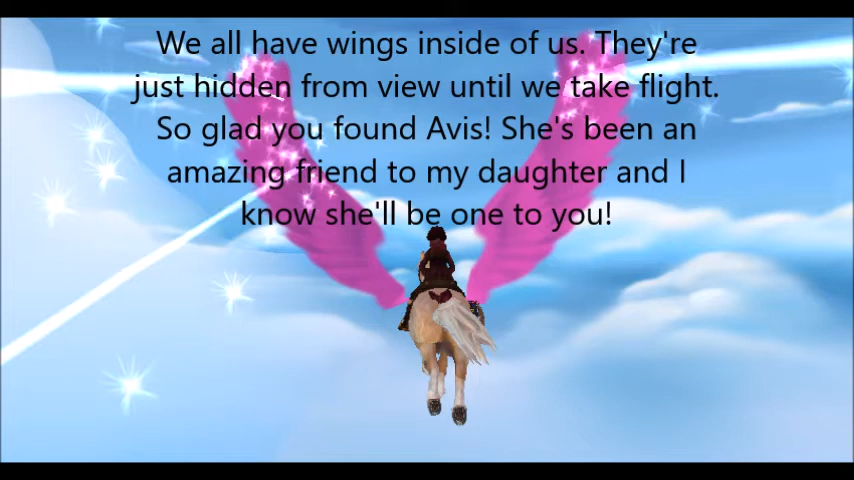 We all have wings inside of us. They're
just hidden from view until we take flight.
So glad you found Avis! She's been an
amazing friend to my daughter and I
know she'll be one to you!